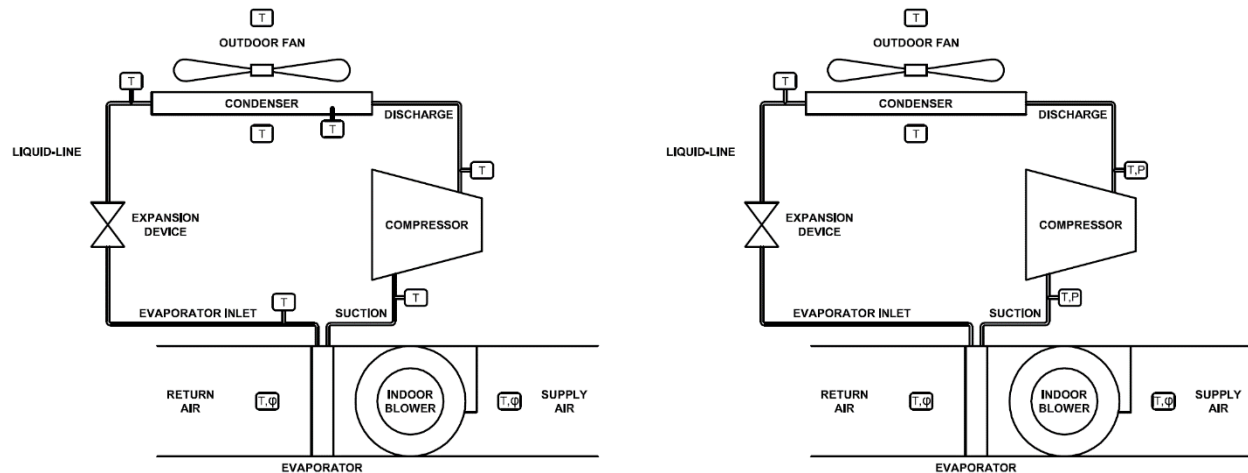 T
OUTDOOR FAN
T
CONDENSER
T
T
DISCHARGE
LIQUID-LINE
T
EXPANSION
DEVICE
COMPRESSOR
T
T
EVAPORATOR INLET
SUCTION
RETURN
AIR
T,φ
INDOOR
BLOWER
T,φ
SUPPLY
AIR
EVAPORATOR
T
OUTDOOR FAN
T
CONDENSER
T
DISCHARGE
LIQUID-LINE
T,P
EXPANSION
DEVICE
COMPRESSOR
T,P
EVAPORATOR INLET
SUCTION
RETURN
AIR
T,φ
INDOOR
BLOWER
T,φ
SUPPLY
AIR
EVAPORATOR